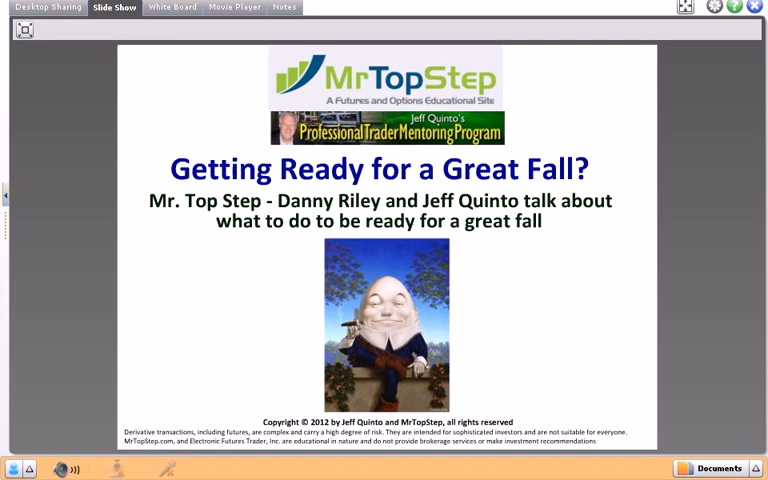 Desktop Sharing
Slide Show
White Board
Movie Player
Notes
MrTopStep
A Futures and Options Educational Site
Jeff Quinto's
Professional Trader Mentoring Program
Getting Ready for a Great Fall?
Mr. Top Step - Danny Riley and Jeff Quinto talk about
what to do to be ready for a great fall
Copyright © 2012 by Jeff Quinto and MrTopStep, all rights reserved
Derivative transactions, including futures, are complex and carry a high degree of risk. They are intended for sophisticated investors and are not suitable for everyone.
MrTopStep.com, and Electronic Futures Trader, Inc. are educational in nature and do not provide brokerage services or make investment recommendations
Documents